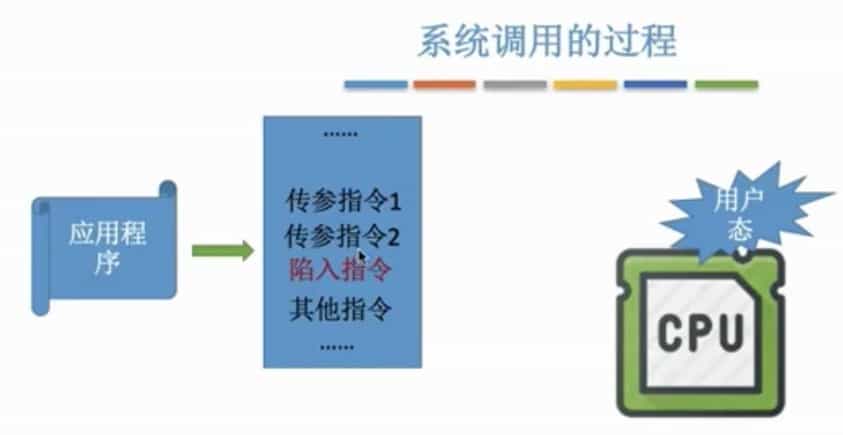 系统调用的过程
……
传参指令1
传参指令2
陷入指令
其他指令
……
应用程
序
用户
态
CPU